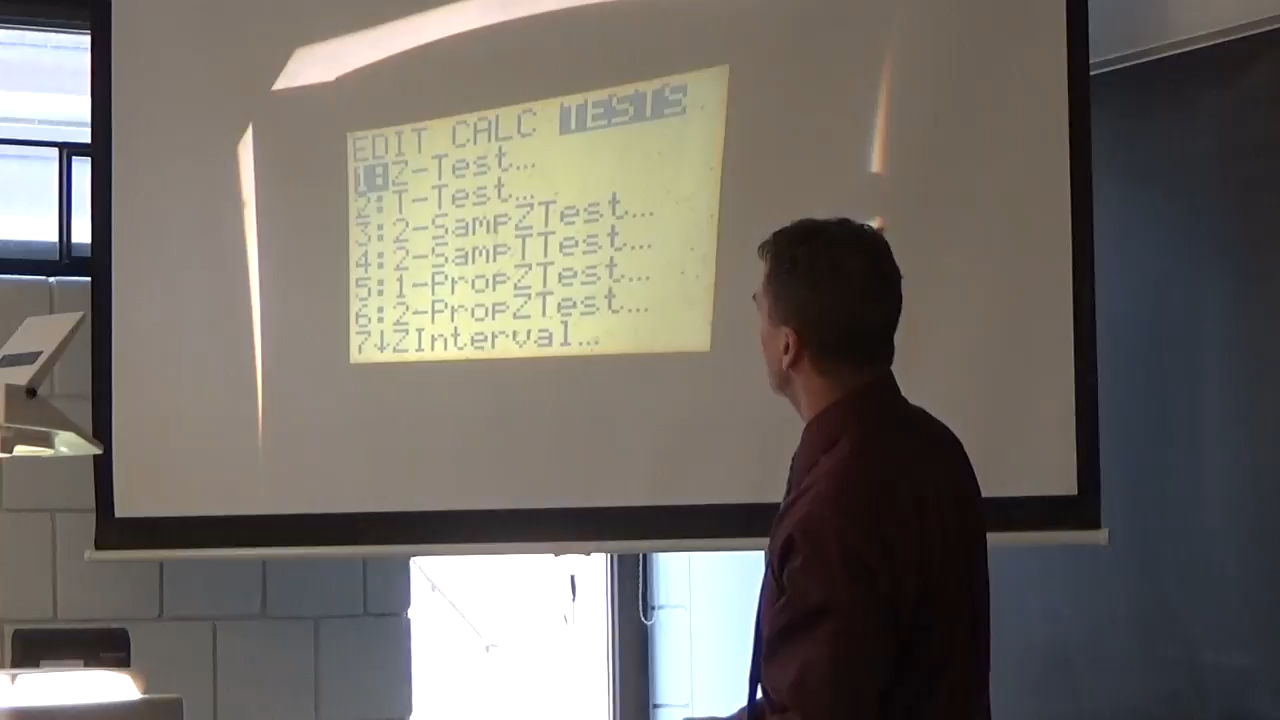 EDIT CALC TESTS
1:Z-Test…
2:T-Test…
3:2-SampZTest…
4:2-SampTTest…
5:1-PropZTest…
6:2-PropZTest…
7↓ZInterval…